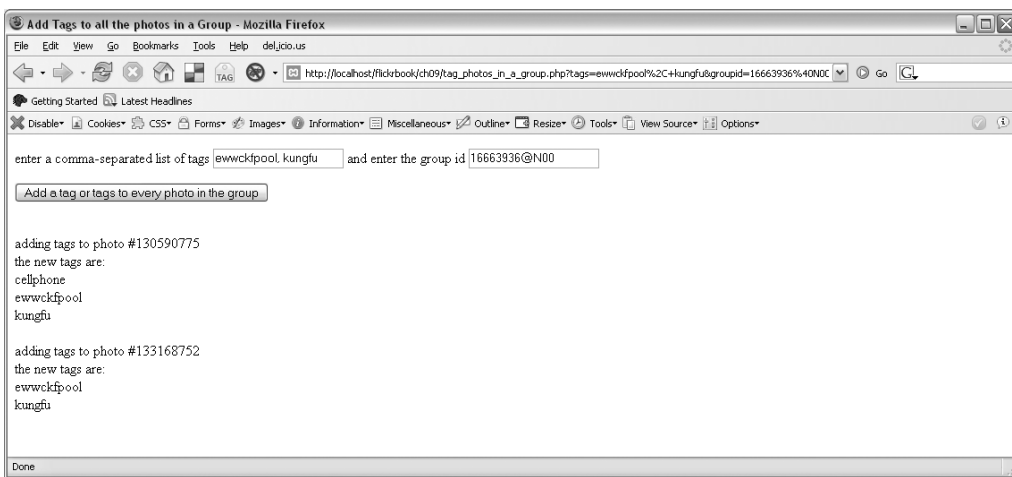 Add Tags to all the photos in a Group - Mozilla Firefox
File Edit View Go Bookmarks Tools Help del.icio.us
TAG http://localhost/flickrbook/ch09/tag_photos_in_a_group.php?tags=ewwckfpool%2C+kungfu&groupid=16663936%40N00 Go G
Getting Started Latest Headlines
Disable Cookies CSS Forms Images Information Miscellaneous Outline Resize Tools View Source Options
enter a comma-separated list of tags ewwckfpool, kungfu and enter the group id 16663936@N00
Add a tag or tags to every photo in the group
adding tags to photo #130590775
the new tags are:
cellphone
ewwckfpool
kungfu
adding tags to photo #133168752
the new tags are:
ewwckfpool
kungfu
Done